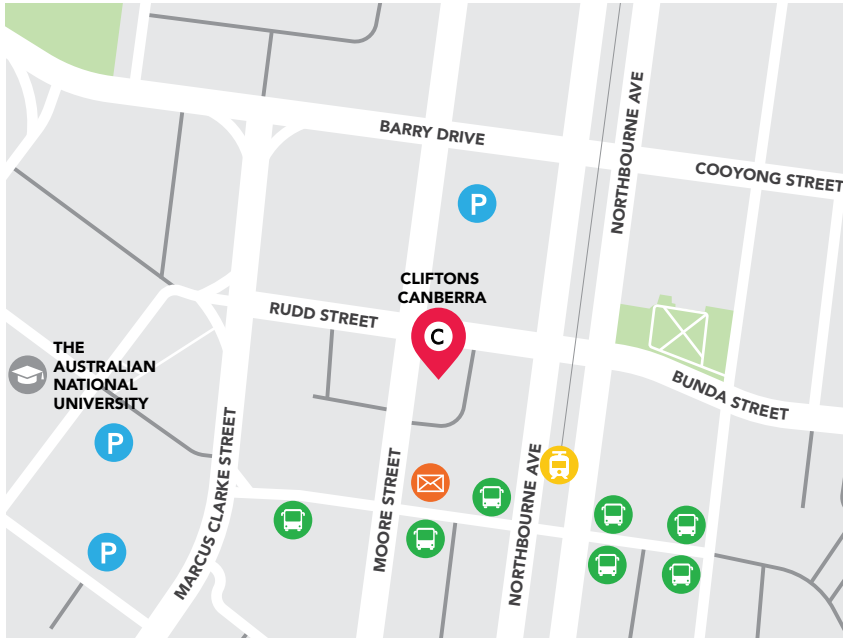 BARRY DRIVE
NORTHBOURNE AVE
COOYONG STREET
P
CLIFTONS
CANBERRA
RUDD STREET
C
THE
AUSTRALIAN
NATIONAL
UNIVERSITY
BUNDA STREET
P
MARCUS CLARKE STREET
MOORE STREET
NORTHBOURNE AVE
P